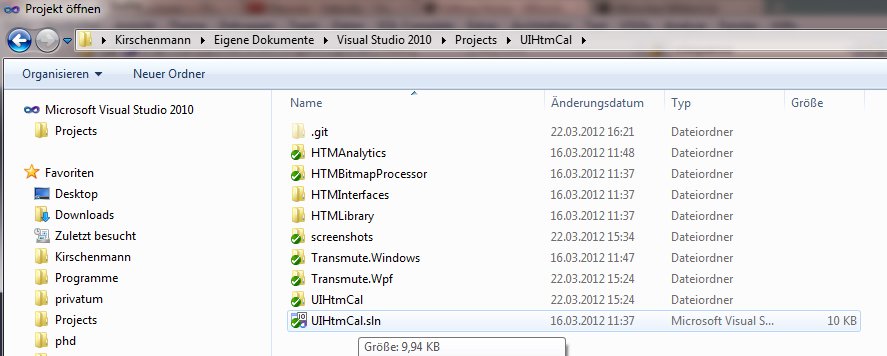 Projekt öffnen
Kirschenmann ▸ Eigene Dokumente ▸ Visual Studio 2010 ▸ Projects ▸ UIHtmCal ▸
Organisieren ▼ Neuer Ordner
Microsoft Visual Studio 2010
Projects
Favoriten
Desktop
Downloads
Zuletzt besucht
Kirschenmann
Programme
privatum
Projects
phd
Name Änderungsdatum Typ Größe
.git 22.03.2012 16:21 Dateiordner
HTMAnalytics 16.03.2012 11:48 Dateiordner
HTMBitmapProcessor 16.03.2012 11:37 Dateiordner
HTMInterfaces 16.03.2012 11:37 Dateiordner
HTMLibrary 16.03.2012 11:37 Dateiordner
screenshots 22.03.2012 15:34 Dateiordner
Transmute.Windows 16.03.2012 11:47 Dateiordner
Transmute.Wpf 22.03.2012 15:24 Dateiordner
UIHtmCal 22.03.2012 15:24 Dateiordner
UIHtmCal.sln 16.03.2012 11:37 Microsoft Visual S... 10 KB
Größe: 9,94 KB